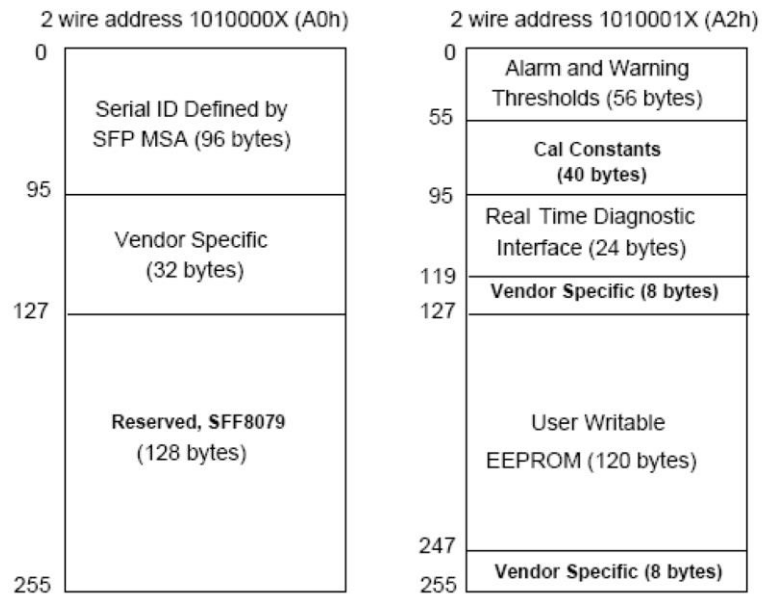 2 wire address 1010000X (A0h)
0
Serial ID Defined by
SFP MSA (96 bytes)
95
Vendor Specific
(32 bytes)
127
Reserved, SFF8079
(128 bytes)
255
2 wire address 1010001X (A2h)
0
Alarm and Warning
Thresholds (56 bytes)
55
Cal Constants
(40 bytes)
95
Real Time Diagnostic
Interface (24 bytes)
119
Vendor Specific (8 bytes)
127
User Writable
EEPROM (120 bytes)
247
Vendor Specific (8 bytes)
255